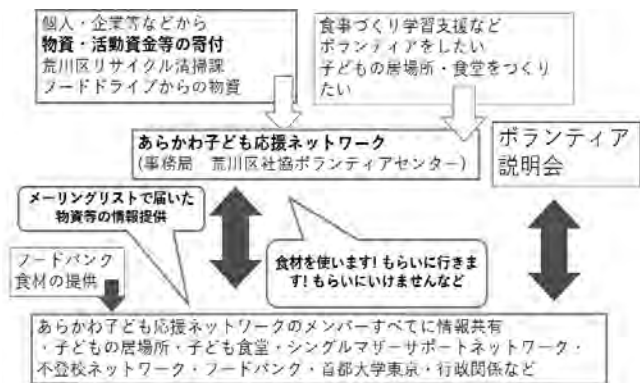 個人・企業等などから
物資・活動資金等の寄付
荒川区リサイクル清掃課
フードドライブからの物資
食事づくり学習支援など
ボランティアをしたい
子どもの居場所・食堂をつくり
たい
あらかわ子ども応援ネットワーク
(事務局　荒川区社協ボランティアセンター)
ボランティア
説明会
メーリングリストで届いた
物資等の情報提供
食材を使います! もらいに行きま
す! もらいにいけませんなど
フードバンク
食材の提供
あらかわ子ども応援ネットワークのメンバーすべてに情報共有
・子どもの居場所・子ども食堂・シングルマザーサポートネットワーク・
不登校ネットワーク・フードバンク・首都大学東京・行政関係など